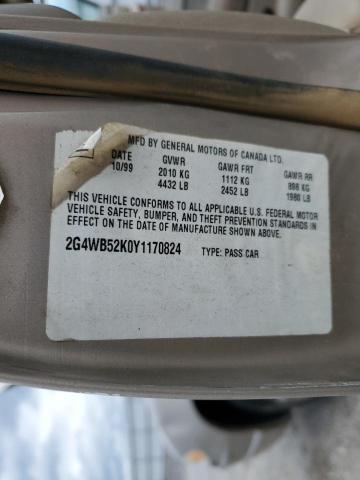 MFD BY GENERAL MOTORS OF CANADA LTD.
DATE GVWR GAWR FRT GAWR RR
10/99 2010 KG 1112 KG 898 KG
4432 LB 2452 LB 1980 LB
THIS VEHICLE CONFORMS TO ALL APPLICABLE U.S. FEDERAL MOTOR
VEHICLE SAFETY, BUMPER, AND THEFT PREVENTION STANDARDS IN
EFFECT ON THE DATE OF MANUFACTURE SHOWN ABOVE.
2G4WB52K0Y1170824 TYPE: PASS CAR